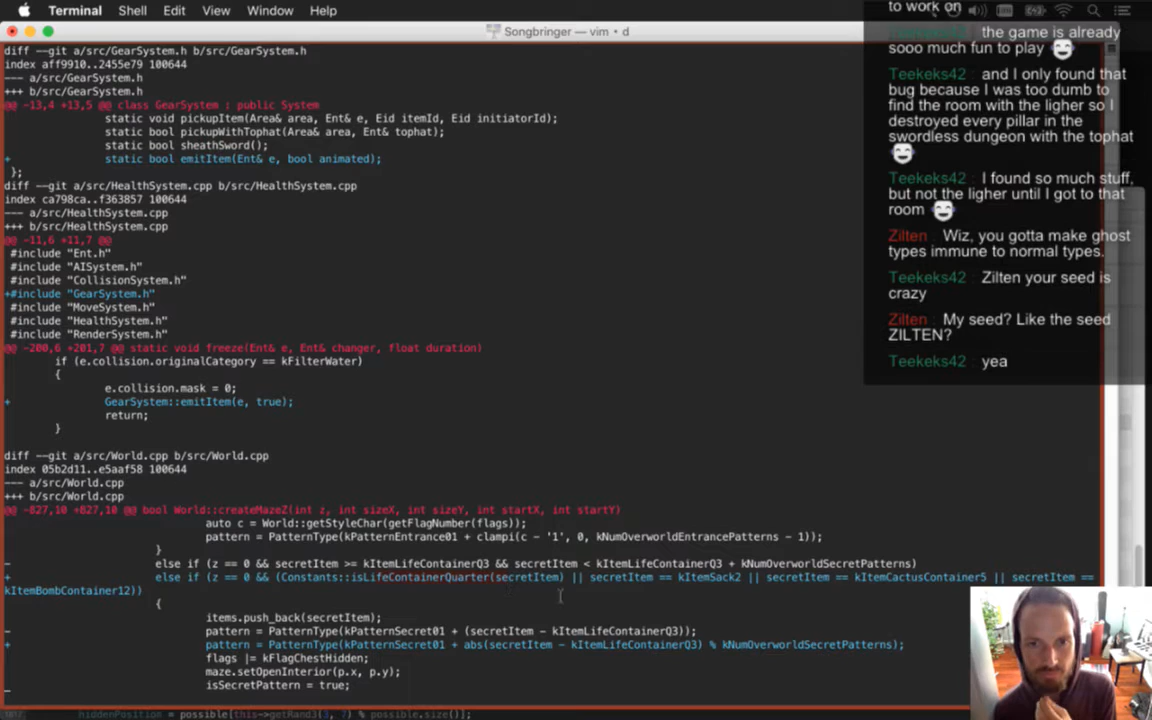 Terminal Shell Edit View Window Help
Songbringer — vim • d
diff --git a/src/GearSystem.h b/src/GearSystem.h
index aff9910..2455e79 100644
--- a/src/GearSystem.h
+++ b/src/GearSystem.h
@@ -13,4 +13,5 @@ class GearSystem : public System
static void pickupItem(Area& area, Ent& e, Eid itemId, Eid initiatorId);
static bool pickupWithTophat(Area& area, Ent& tophat);
static bool sheathSword();
+ static bool emitItem(Ent& e, bool animated);
};
diff --git a/src/HealthSystem.cpp b/src/HealthSystem.cpp
index ca798ca..f363857 100644
--- a/src/HealthSystem.cpp
+++ b/src/HealthSystem.cpp
@@ -11,6 +11,7 @@
#include "Ent.h"
#include "AISystem.h"
#include "CollisionSystem.h"
+#include "GearSystem.h"
#include "MoveSystem.h"
#include "HealthSystem.h"
#include "RenderSystem.h"
@@ -200,6 +201,7 @@ static void freeze(Ent& e, Ent& changer, float duration)
if (e.collision.originalCategory == kFilterWater)
{
e.collision.mask = 0;
+ GearSystem::emitItem(e, true);
return;
}
diff --git a/src/World.cpp b/src/World.cpp
index 05b2d11..e5aaf58 100644
--- a/src/World.cpp
+++ b/src/World.cpp
@@ -827,10 +827,10 @@ bool World::createMazeZ(int z, int sizeX, int sizeY, int startX, int startY)
auto c = World::getStyleChar(getFlagNumber(flags));
pattern = PatternType(kPatternEntrance01 + clampi(c - '1', 0, kNumOverworldEntrancePatterns - 1));
}
- else if (z == 0 && secretItem >= kItemLifeContainerQ3 && secretItem < kItemLifeContainerQ3 + kNumOverworldSecretPatterns)
+ else if (z == 0 && (Constants::isLifeContainerQuarter(secretItem) || secretItem == kItemSack2 || secretItem == kItemCactusContainer5 || secretItem ==
kItemBombContainer12))
{
items.push_back(secretItem);
- pattern = PatternType(kPatternSecret01 + (secretItem - kItemLifeContainerQ3));
+ pattern = PatternType(kPatternSecret01 + abs(secretItem - kItemLifeContainerQ3) % kNumOverworldSecretPatterns);
flags |= kFlagChestHidden;
maze.setOpenInterior(p.x, p.y);
isSecretPattern = true;
hiddenPosition = possible[this->getRand3(3, 7) % possible.size()];
to work on
Teekeks42 : the game is already
sooo much fun to play
Teekeks42 : and I only found that
bug because I was too dumb to
find the room with the ligher so I
destroyed every pillar in the
swordless dungeon with the tophat
Teekeks42 : I found so much stuff,
but not the ligher until I got to that
room
Zilten : Wiz, you gotta make ghost
types immune to normal types.
Teekeks42 : Zilten your seed is
crazy
Zilten : My seed? Like the seed
ZILTEN?
Teekeks42 : yea